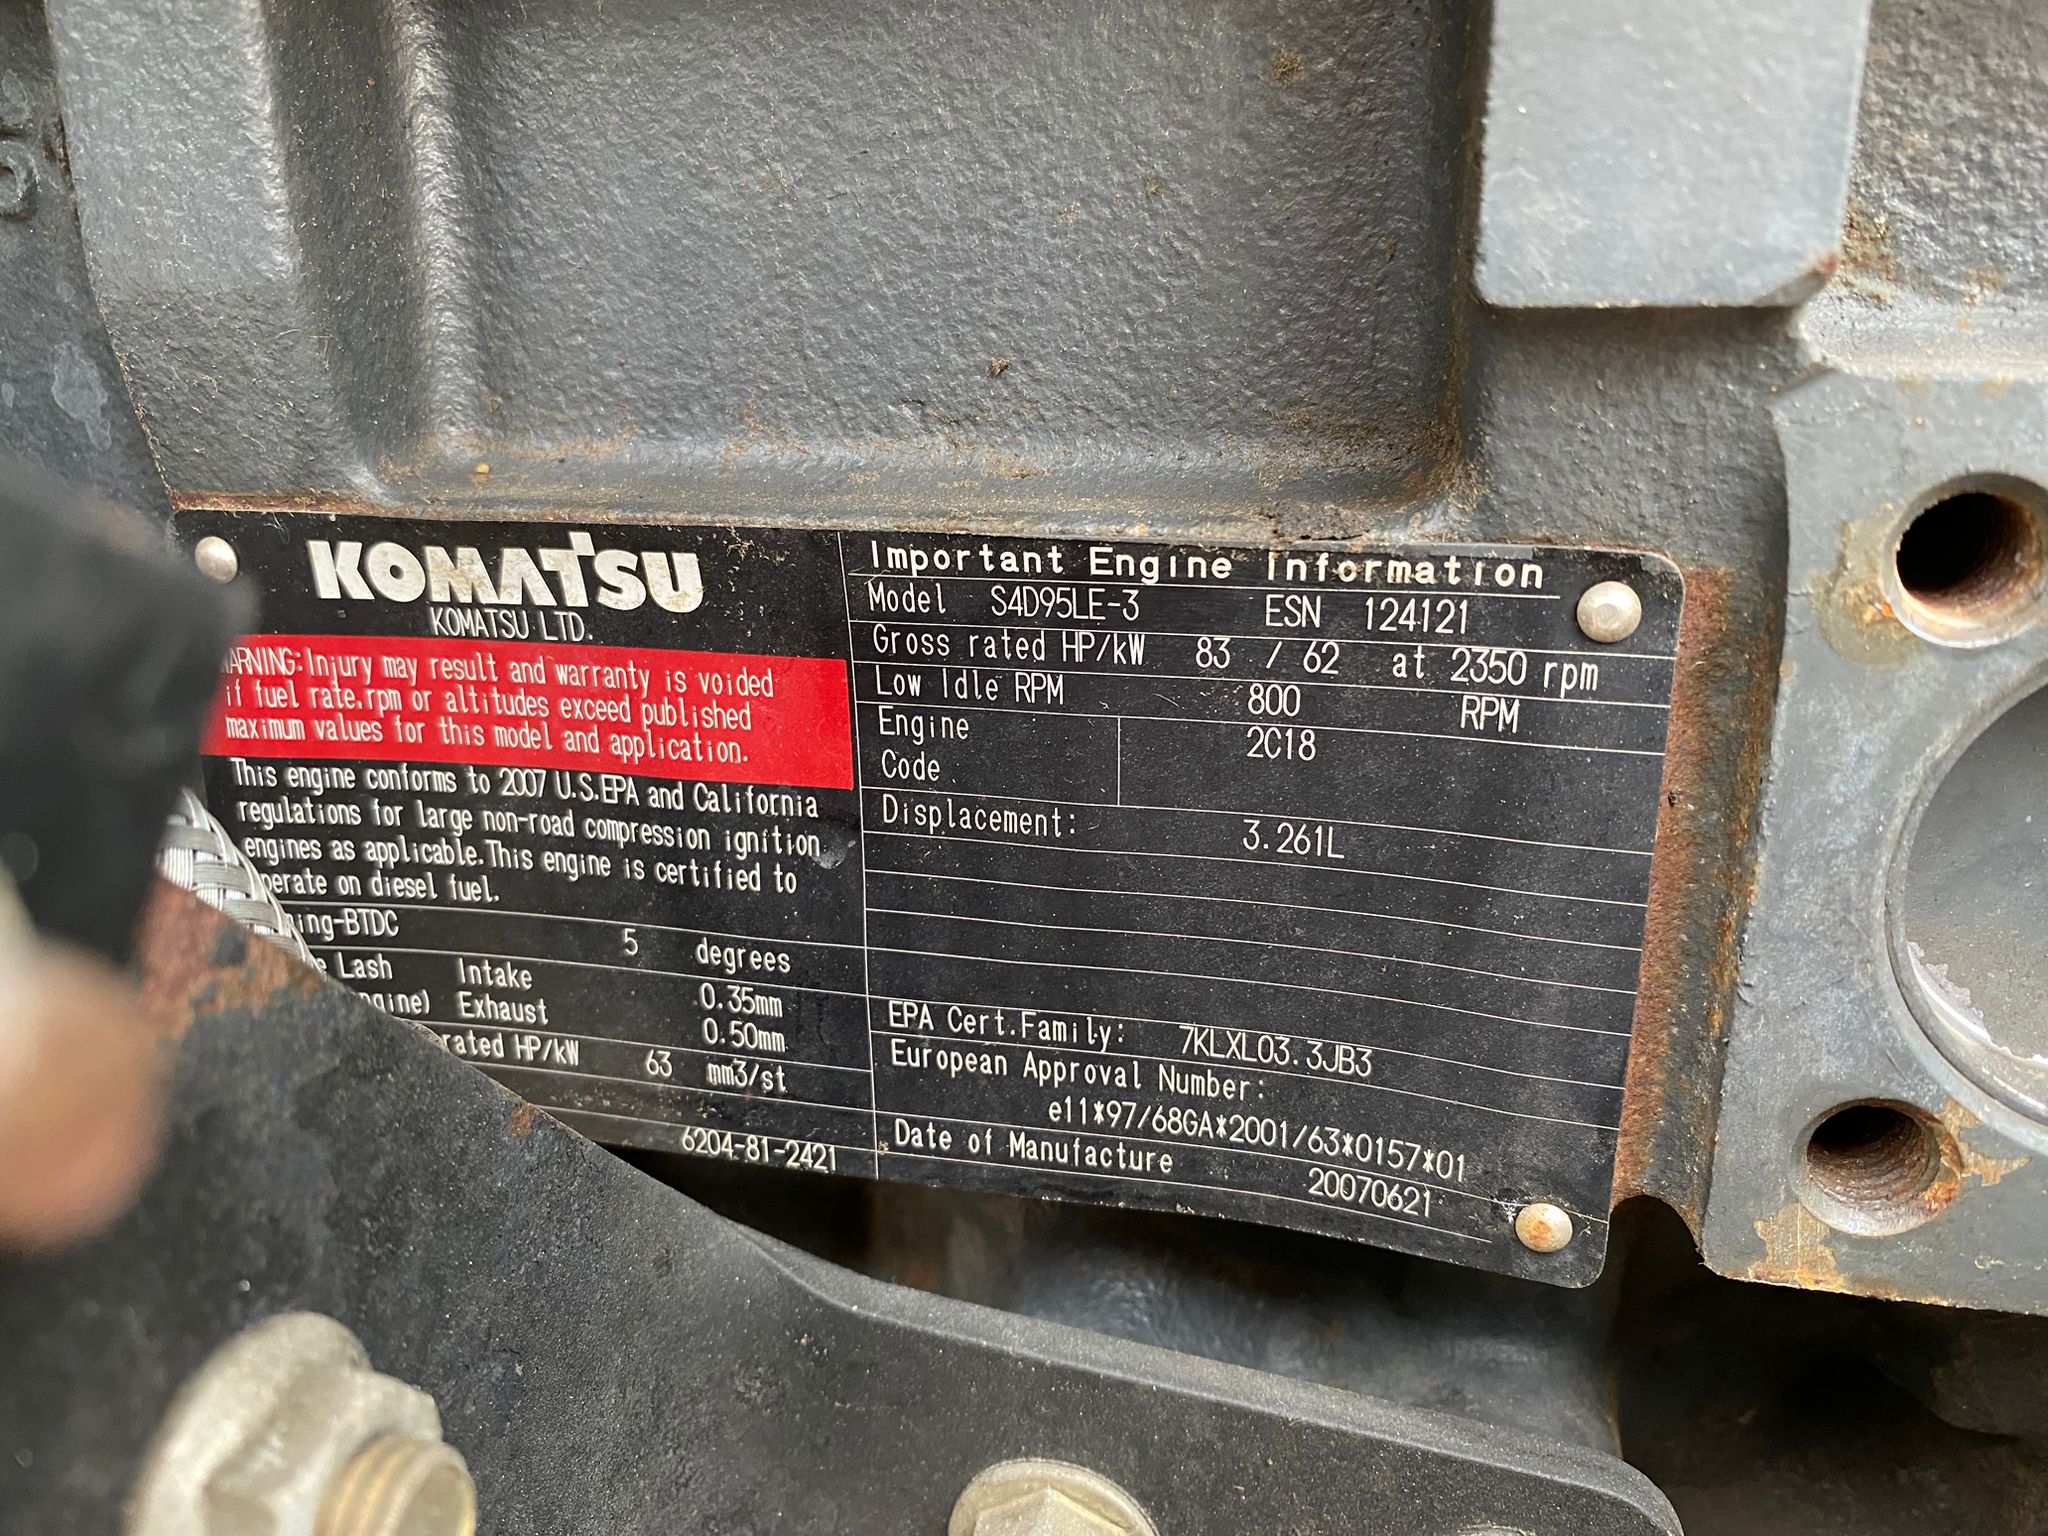 KOMATSU
KOMATSU LTD.
WARNING: Injury may result and warranty is voided
if fuel rate.rpm or altitudes exceed published
maximum values for this model and application.
This engine conforms to 2007 U.S.EPA and California
regulations for large non-road compression ignition
engines as applicable. This engine is certified to
operate on diesel fuel.
-BTDC 5 degrees
Lash Intake 0.35mm
Exhaust 0.50mm
rated HP/kW 63 mm3/st
6204-81-2421
Important Engine Information
Model S4D95LE-3 ESN 124121
Gross rated HP/kW 83 / 62 at 2350 rpm
Low Idle RPM 800 RPM
Engine 2C18
Code
Displacement: 3.261L
EPA Cert.Family: 7KLXL03.3JB3
European Approval Number:
e11*97/68GA*2001/63*0157*01
Date of Manufacture 20070621